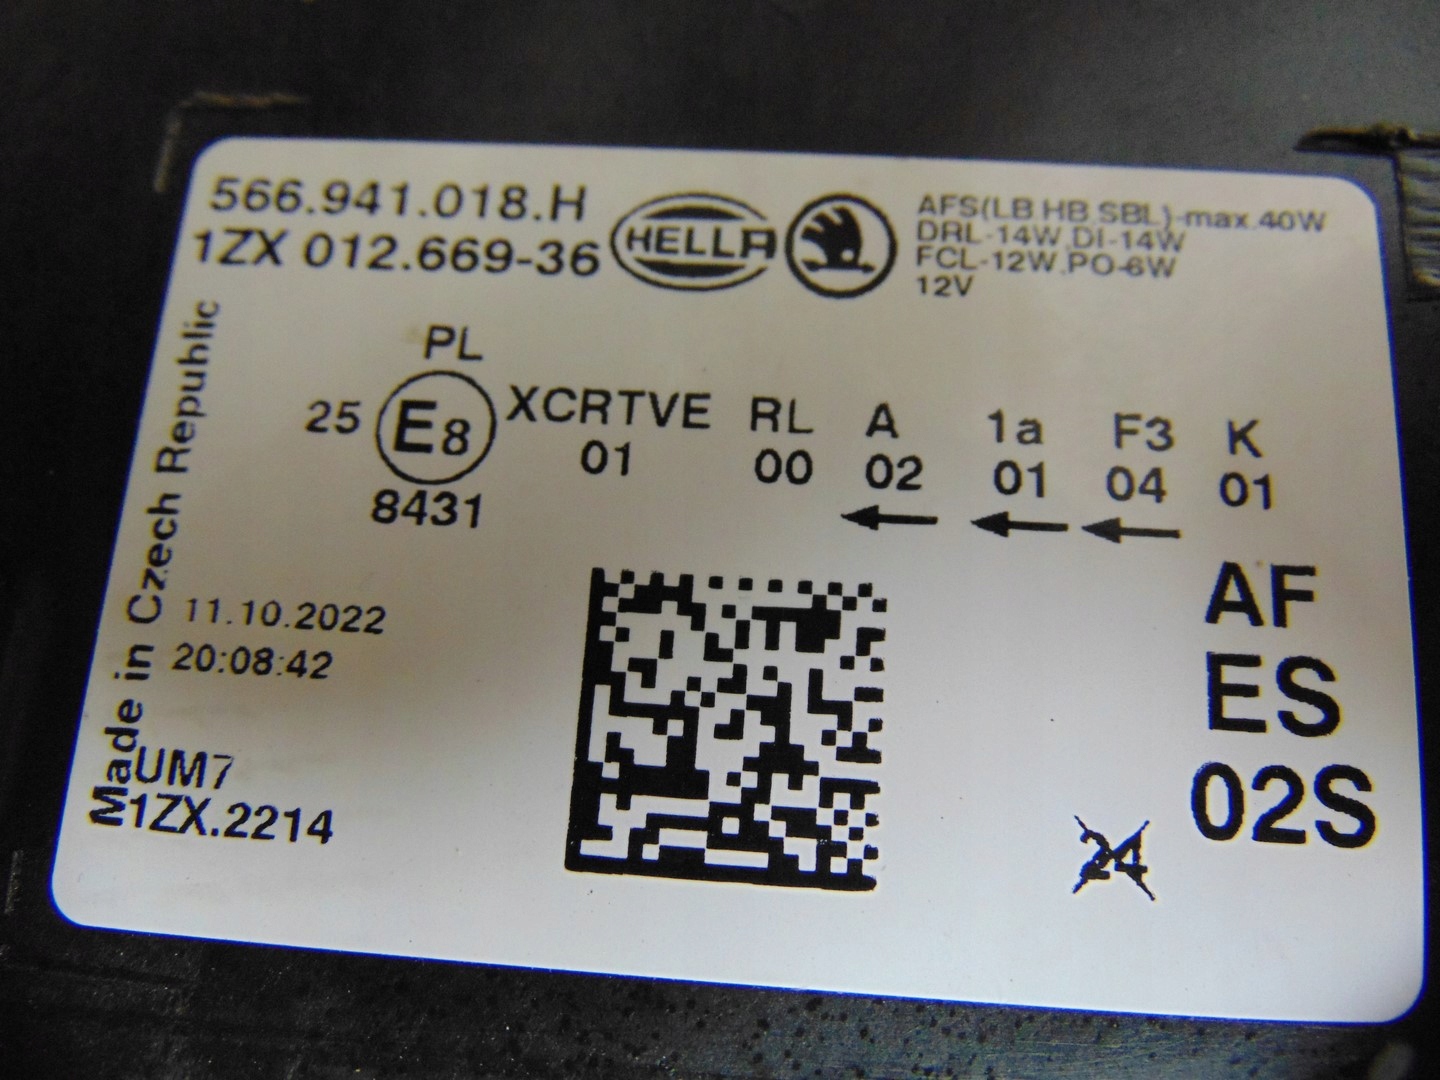 566.941.018.H
1ZX 012.669-36
HELLA
AFS(LB,HB,SBL)-max.40W
DRL-14W,DI-14W
FCL-12W,PO-6W
12V
PL
25 E8 XCRTVE RL A 1a F3 K
8431 01 00 02 01 04 01
Made in Czech Republic
11.10.2022
20:08:42
UM7
1ZX.2214
AF
ES
02S
24